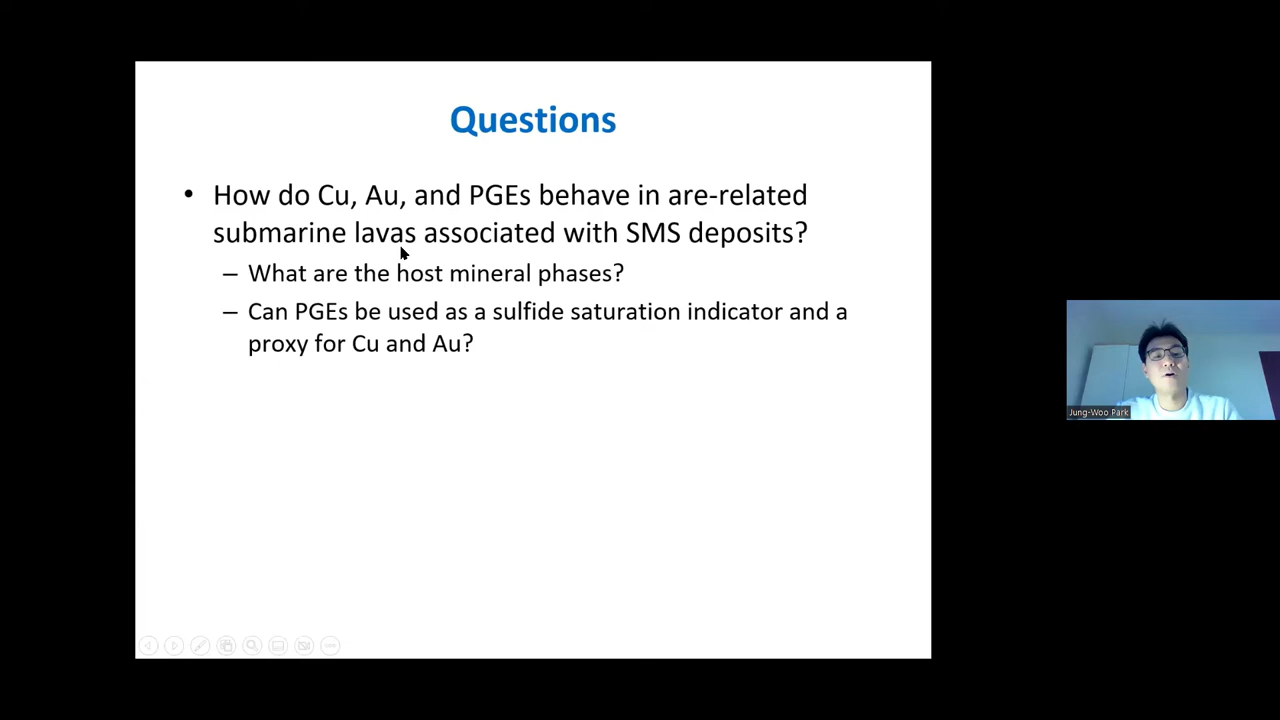 Questions
• How do Cu, Au, and PGEs behave in are-related
submarine lavas associated with SMS deposits?
– What are the host mineral phases?
– Can PGEs be used as a sulfide saturation indicator and a
proxy for Cu and Au?
Jung-Woo Park